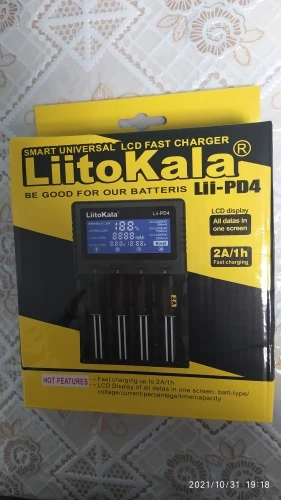 SMART UNIVERSAL LCD FAST CHARGER
LiitoKala®
BE GOOD FOR OUR BATTERIS Lii-PD4
LCD display
All datas in
one screen
2A/1h
Fast charging
LiitoKala Lii-PD4
188%
8888mAh
HOT FEATURES
Fast charging up to 2A/1h
LCD Display of all datas in one screen, batt-type/
voltage/current/percentage/time/capacity
2021/10/31 19:18